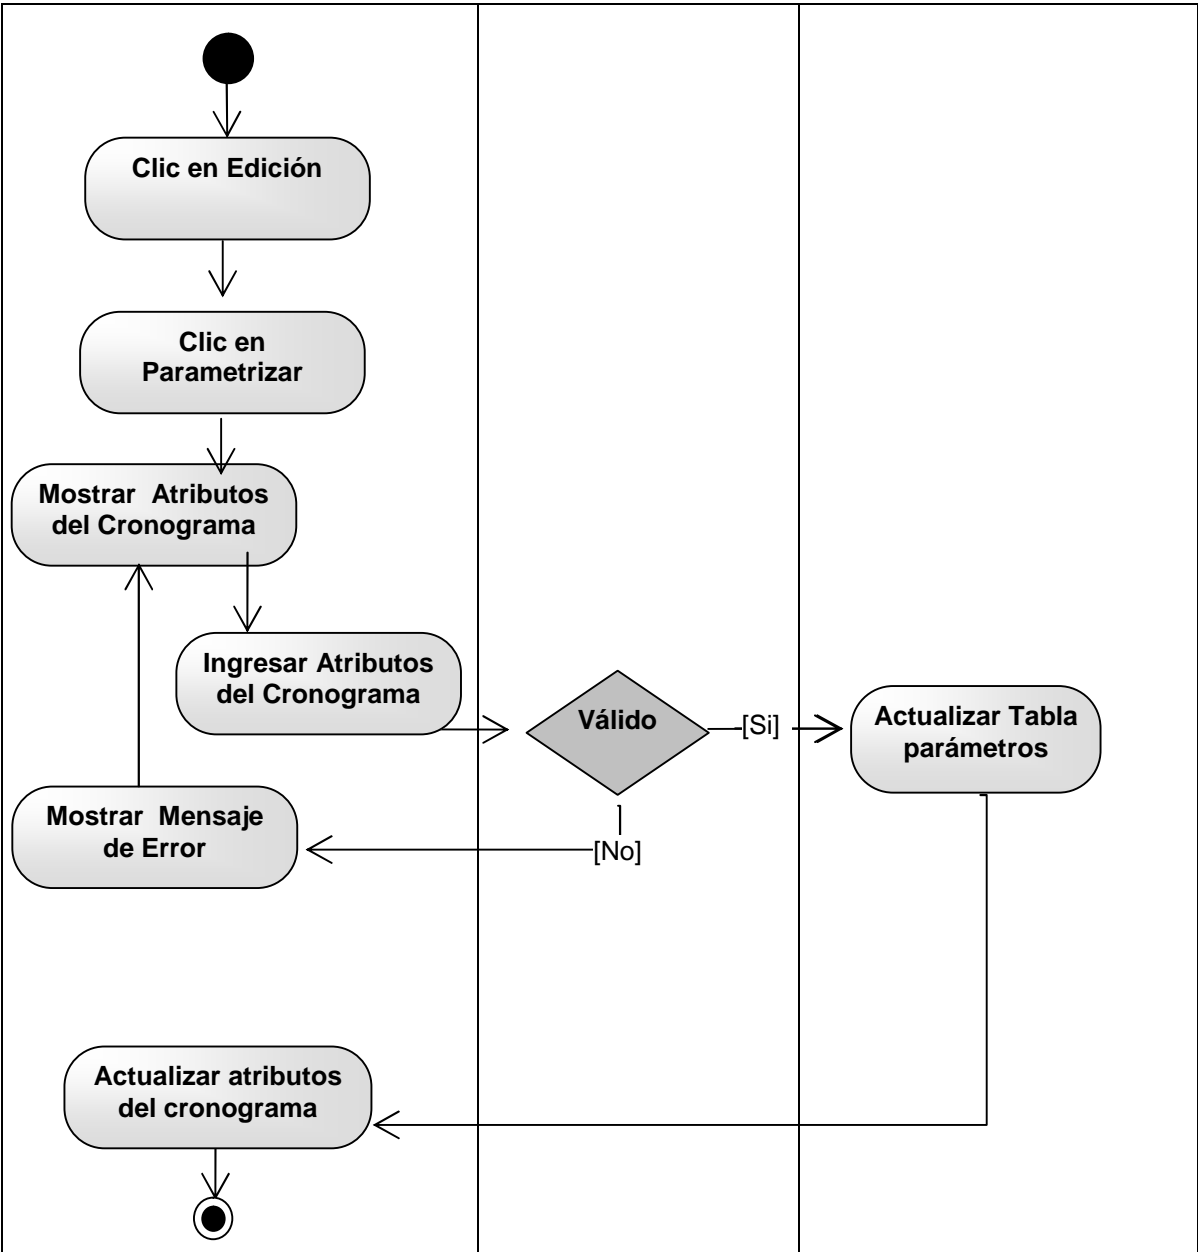 Clic en Edición
Clic en
Parametrizar
Mostrar Atributos
del Cronograma
Ingresar Atributos
del Cronograma
Válido
[Si]
Actualizar Tabla
parámetros
Mostrar Mensaje
de Error
[No]
Actualizar atributos
del cronograma